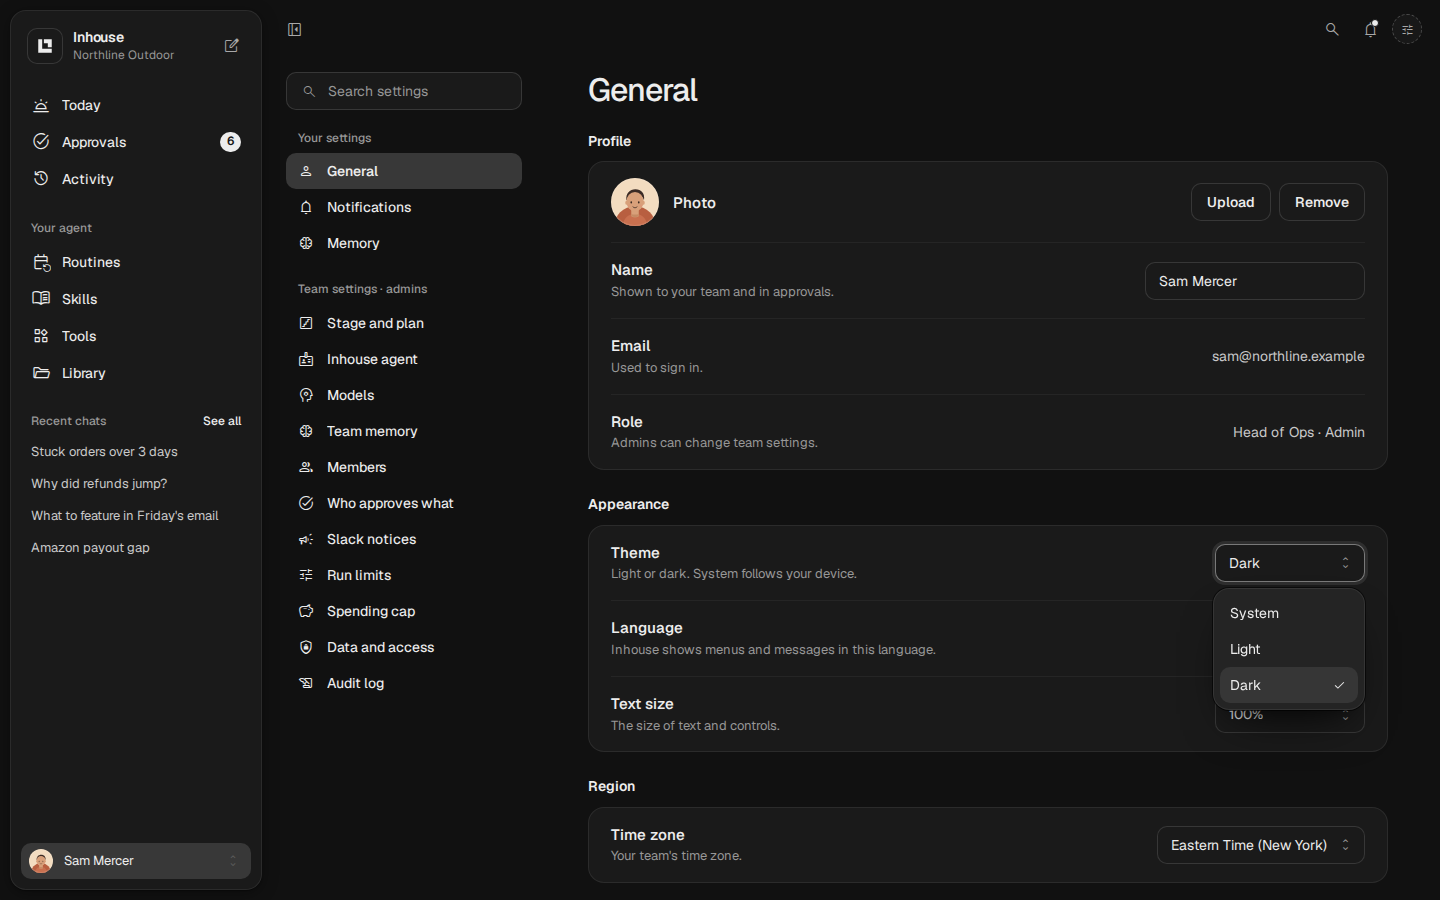 Inhouse
Northline Outdoor
Today
Approvals 6
Activity
Your agent
Routines
Skills
Tools
Library
Recent chats See all
Stuck orders over 3 days
Why did refunds jump?
What to feature in Friday's email
Amazon payout gap
Sam Mercer
Search settings
Your settings
General
Notifications
Memory
Team settings · admins
Stage and plan
Inhouse agent
Models
Team memory
Members
Who approves what
Slack notices
Run limits
Spending cap
Data and access
Audit log
General
Profile
Photo Upload Remove
Name
Shown to your team and in approvals.
Sam Mercer
Email
Used to sign in.
sam@northline.example
Role
Admins can change team settings.
Head of Ops · Admin
Appearance
Theme
Light or dark. System follows your device.
Dark
System
Light
Dark
Language
Inhouse shows menus and messages in this language.
Text size
The size of text and controls.
100%
Region
Time zone
Your team's time zone.
Eastern Time (New York)